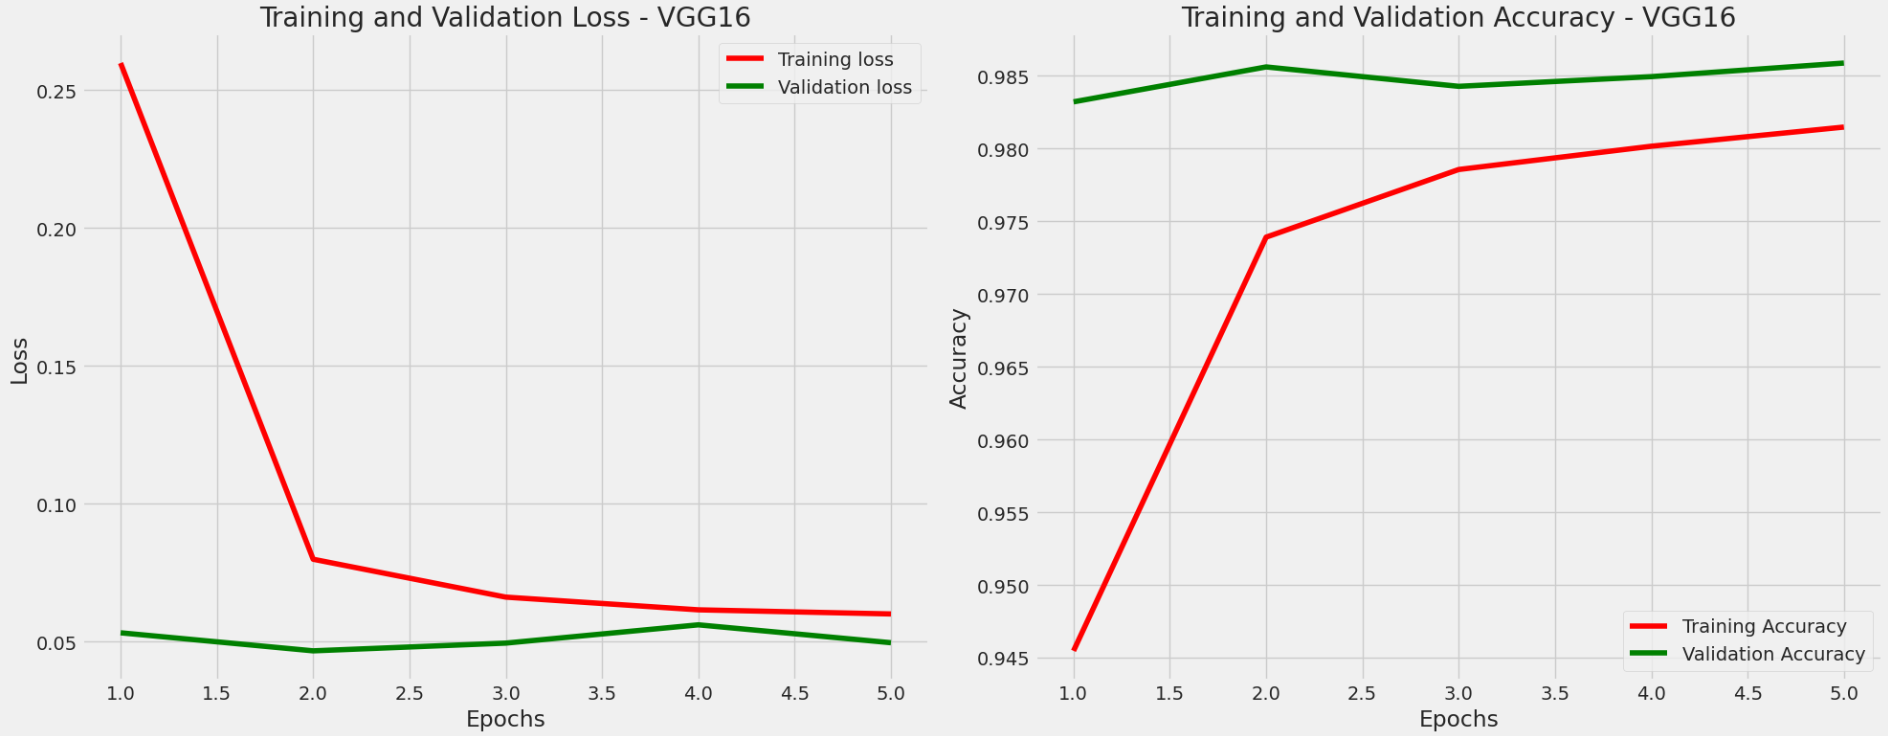 Training and Validation Loss - VGG16
Training loss
Validation loss
0.25
0.20
0.15
0.10
0.05
Loss
1.0 1.5 2.0 2.5 3.0 3.5 4.0 4.5 5.0
Epochs
Training and Validation Accuracy - VGG16
0.985
0.980
0.975
0.970
0.965
0.960
0.955
0.950
0.945
Accuracy
Training Accuracy
Validation Accuracy
1.0 1.5 2.0 2.5 3.0 3.5 4.0 4.5 5.0
Epochs